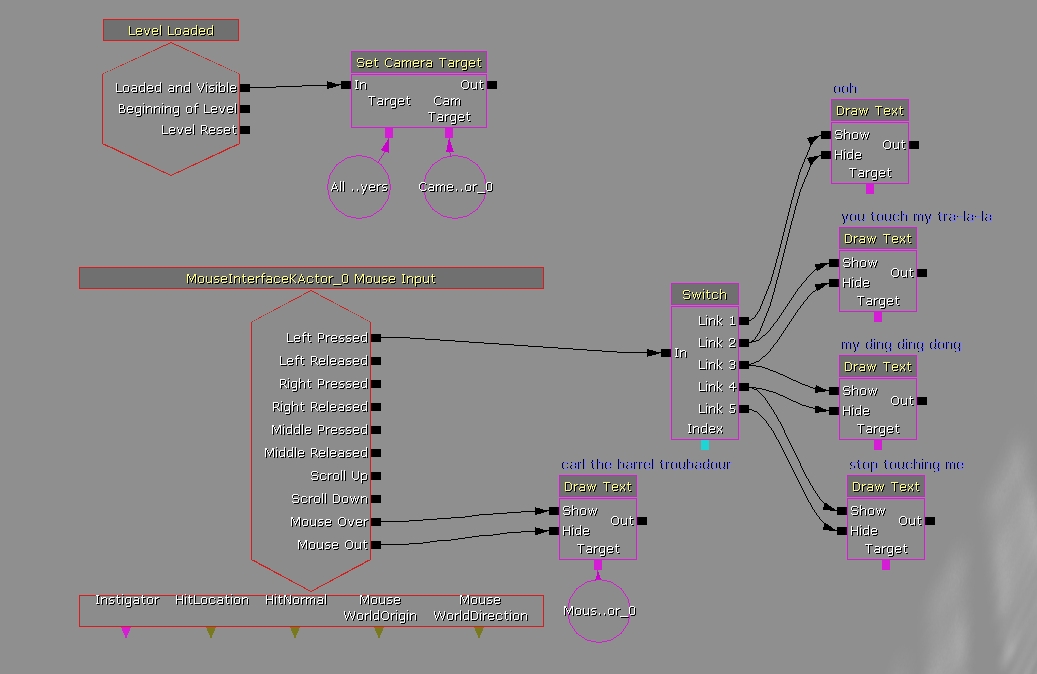 Level Loaded
Loaded and Visible
Beginning of Level
Level Reset
Set Camera Target
In Out
Target Cam
Target
All ..yers
Came..or_0
MouseInterfaceKActor_0 Mouse Input
Left Pressed
Left Released
Right Pressed
Right Released
Middle Pressed
Middle Released
Scroll Up
Scroll Down
Mouse Over
Mouse Out
Instigator HitLocation HitNormal Mouse Mouse
WorldOrigin WorldDirection
carl the barrel troubadour
Draw Text
Show
Out
Hide
Target
Mous..or_0
Switch
Link 1
Link 2
In
Link 3
Link 4
Link 5
Index
ooh
Draw Text
Show
Out
Hide
Target
you touch my tra-la-la
Draw Text
Show
Out
Hide
Target
my ding ding dong
Draw Text
Show
Out
Hide
Target
stop touching me
Draw Text
Show
Out
Hide
Target